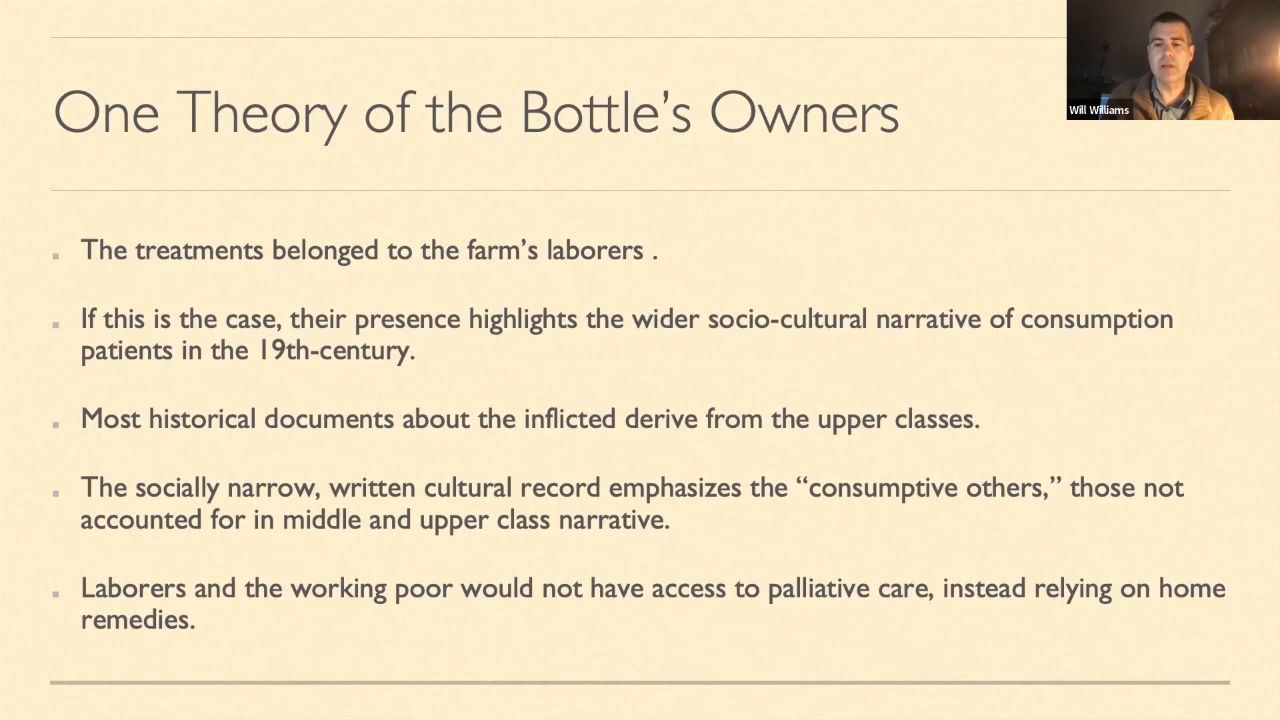 Will Williams
One Theory of the Bottle’s Owners
The treatments belonged to the farm’s laborers .
If this is the case, their presence highlights the wider socio-cultural narrative of consumption
patients in the 19th-century.
Most historical documents about the inflicted derive from the upper classes.
The socially narrow, written cultural record emphasizes the “consumptive others,” those not
accounted for in middle and upper class narrative.
Laborers and the working poor would not have access to palliative care, instead relying on home
remedies.